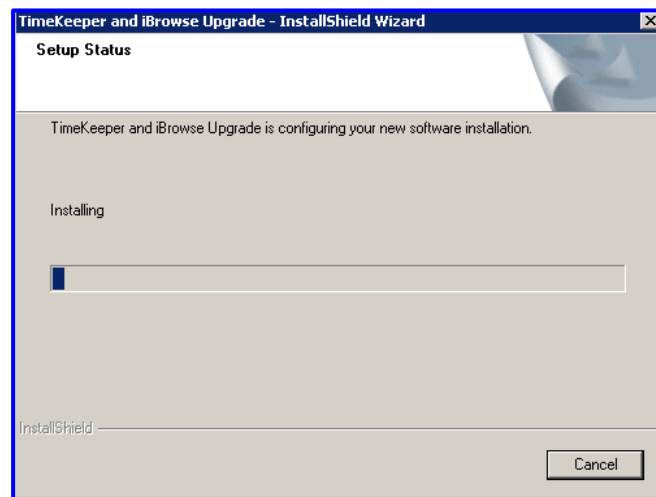 TimeKeeper and iBrowse Upgrade - InstallShield Wizard
Setup Status
TimeKeeper and iBrowse Upgrade is configuring your new software installation.
Installing
InstallShield
Cancel